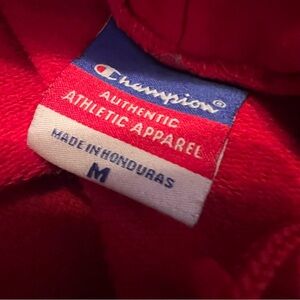 Champion®
AUTHENTIC
ATHLETIC APPAREL
MADE IN HONDURAS
M